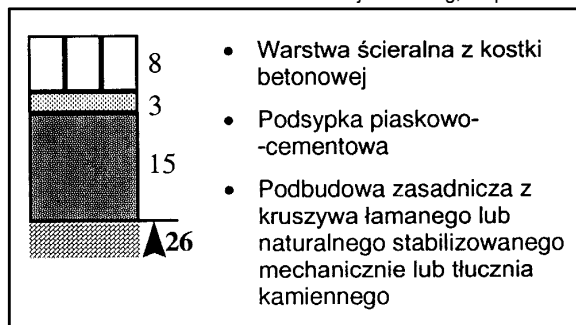 8
3
15
26
• Warstwa ścieralna z kostki
betonowej
• Podsypka piaskowo-
-cementowa
• Podbudowa zasadnicza z
kruszywa łamanego lub
naturalnego stabilizowanego
mechanicznie lub tłucznia
kamiennego